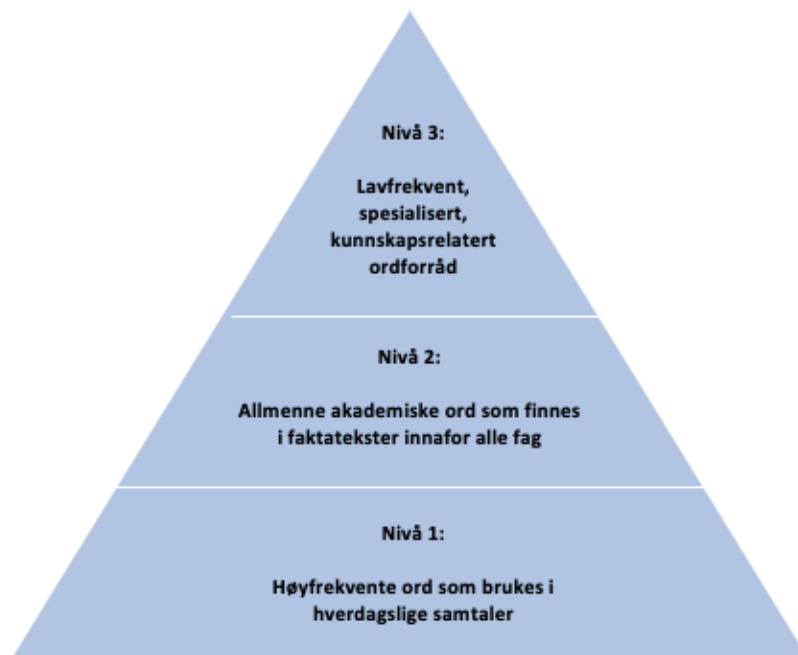 Nivå 3:
Lavfrekvent,
spesialisert,
kunnskapsrelatert
ordforråd
Nivå 2:
Allmenne akademiske ord som finnes
i faktatekster innafor alle fag
Nivå 1:
Høyfrekvente ord som brukes i
hverdagslige samtaler